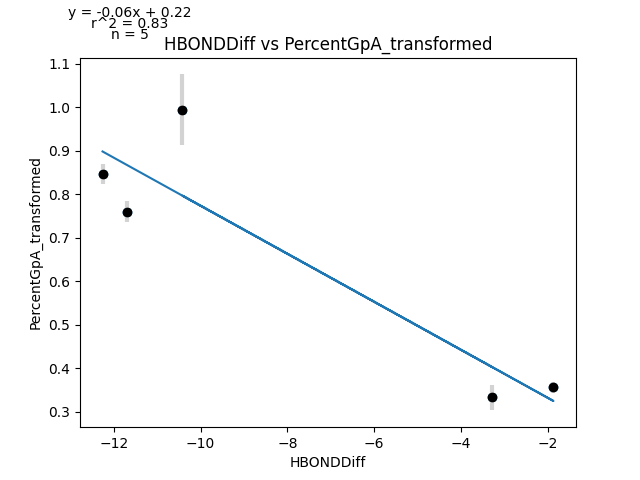 y = -0.06x + 0.22
r^2 = 0.83
n = 5
HBONDDiff vs PercentGpA_transformed
1.1
1.0
0.9
0.8
0.7
0.6
0.5
0.4
0.3
PercentGpA_transformed
−12
−10
−8
−6
−4
−2
HBONDDiff